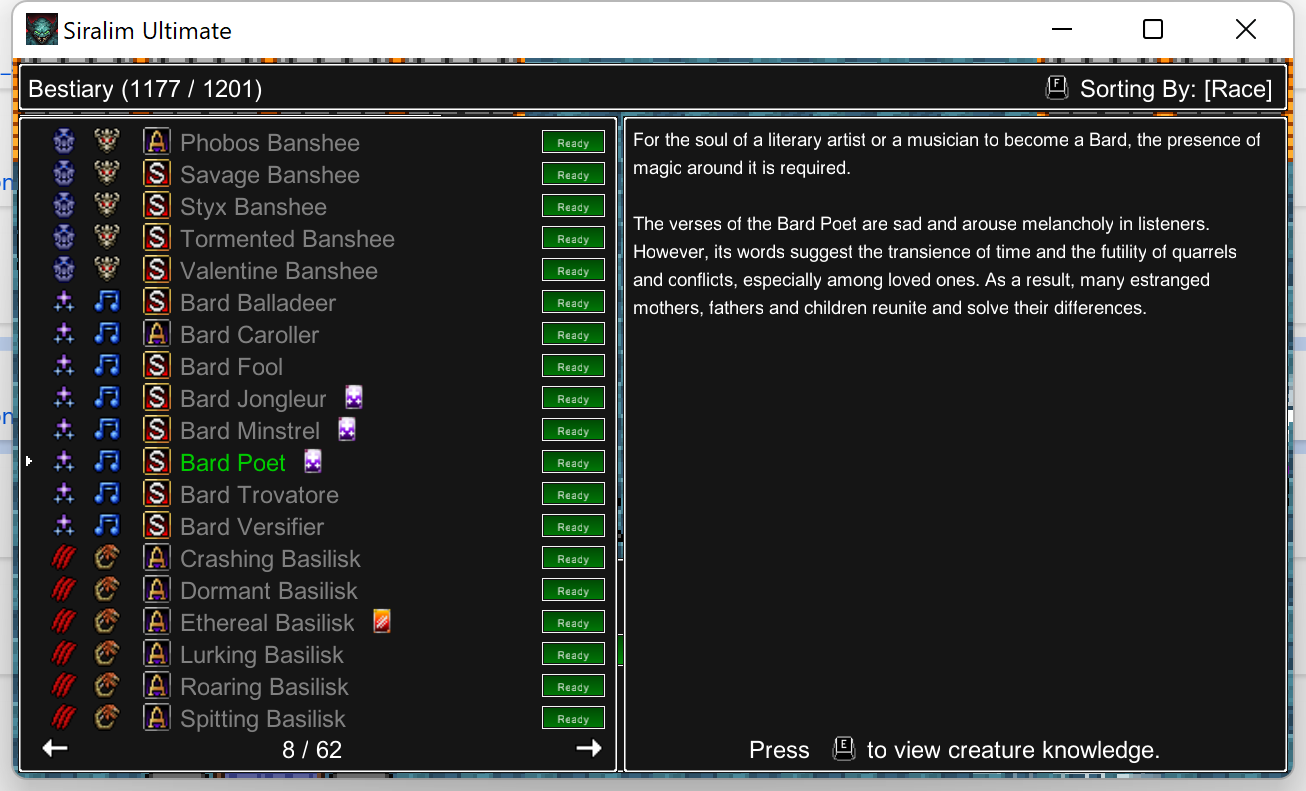 Siralim Ultimate
Bestiary (1177 / 1201)
F Sorting By: [Race]
A Phobos Banshee Ready
S Savage Banshee Ready
S Styx Banshee Ready
S Tormented Banshee Ready
S Valentine Banshee Ready
S Bard Balladeer Ready
A Bard Caroller Ready
S Bard Fool Ready
S Bard Jongleur Ready
S Bard Minstrel Ready
S Bard Poet Ready
S Bard Trovatore Ready
S Bard Versifier Ready
A Crashing Basilisk Ready
A Dormant Basilisk Ready
A Ethereal Basilisk Ready
A Lurking Basilisk Ready
A Roaring Basilisk Ready
A Spitting Basilisk Ready
8 / 62
For the soul of a literary artist or a musician to become a Bard, the presence of
magic around it is required.
The verses of the Bard Poet are sad and arouse melancholy in listeners.
However, its words suggest the transience of time and the futility of quarrels
and conflicts, especially among loved ones. As a result, many estranged
mothers, fathers and children reunite and solve their differences.
Press E to view creature knowledge.